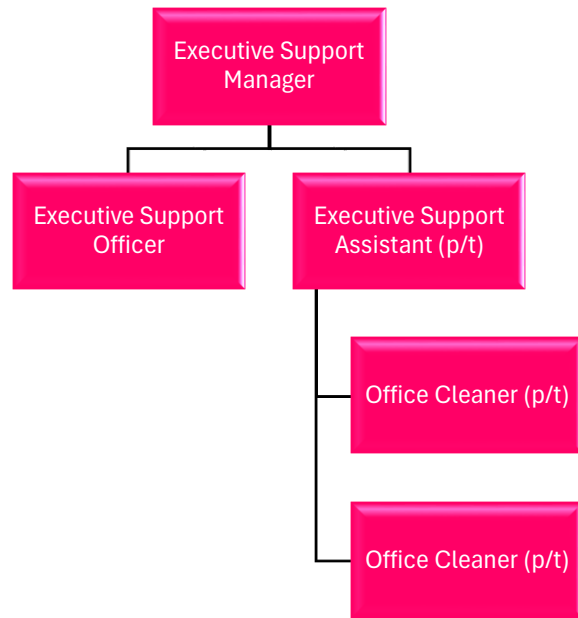 Executive Support
Manager
Executive Support
Officer
Executive Support
Assistant (p/t)
Office Cleaner (p/t)
Office Cleaner (p/t)